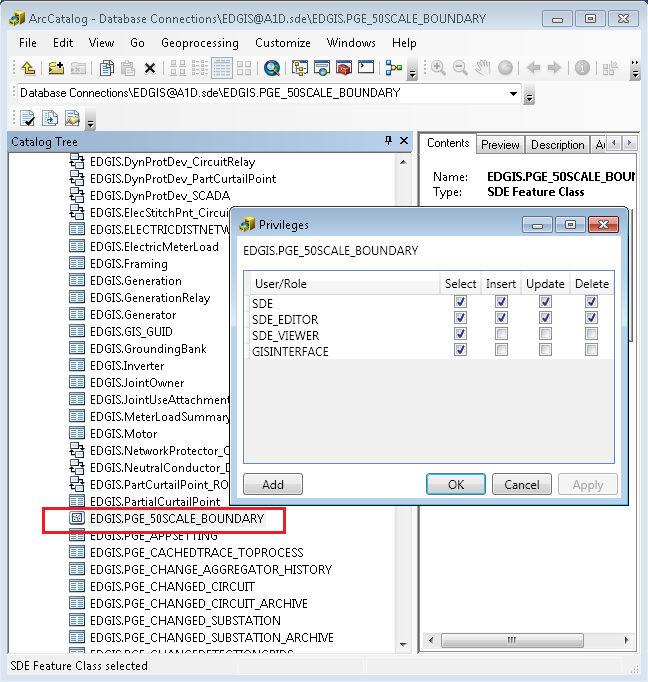 ArcCatalog - Database Connections\EDGIS@A1D.sde\EDGIS.PGE_50SCALE_BOUNDARY
File Edit View Go Geoprocessing Customize Windows Help
Database Connections\EDGIS@A1D.sde\EDGIS.PGE_50SCALE_BOUNDARY
Catalog Tree
EDGIS.DynProtDev_CircuitRelay
EDGIS.DynProtDev_PartCurtailPoint
EDGIS.DynProtDev_SCADA
EDGIS.ElecStitchPnt_Circui
EDGIS.ELECTRICDISTNETW
EDGIS.ElectricMeterLoad
EDGIS.Framing
EDGIS.Generation
EDGIS.GenerationRelay
EDGIS.Generator
EDGIS.GIS_GUID
EDGIS.GroundingBank
EDGIS.Inverter
EDGIS.JointOwner
EDGIS.JointUseAttachment
EDGIS.MeterLoadSummary
EDGIS.Motor
EDGIS.NetworkProtector_C
EDGIS.NeutralConductor_D
EDGIS.PartCurtailPoint_RO
EDGIS.PartialCurtailPoint
EDGIS.PGE_50SCALE_BOUNDARY
EDGIS.PGE_APPSETTING
EDGIS.PGE_CACHEDTRACE_TOPROCESS
EDGIS.PGE_CHANGE_AGGREGATOR_HISTORY
EDGIS.PGE_CHANGED_CIRCUIT
EDGIS.PGE_CHANGED_CIRCUIT_ARCHIVE
EDGIS.PGE_CHANGED_SUBSTATION
EDGIS.PGE_CHANGED_SUBSTATION_ARCHIVE
EDGIS.PGE_CHANGEDETECTIONGRIDS
Contents Preview Description
Name: EDGIS.PGE_50SCALE_BOUN
Type: SDE Feature Class
Privileges
EDGIS.PGE_50SCALE_BOUNDARY
User/Role Select Insert Update Delete
SDE
SDE_EDITOR
SDE_VIEWER
GISINTERFACE
Add OK Cancel Apply
SDE Feature Class selected